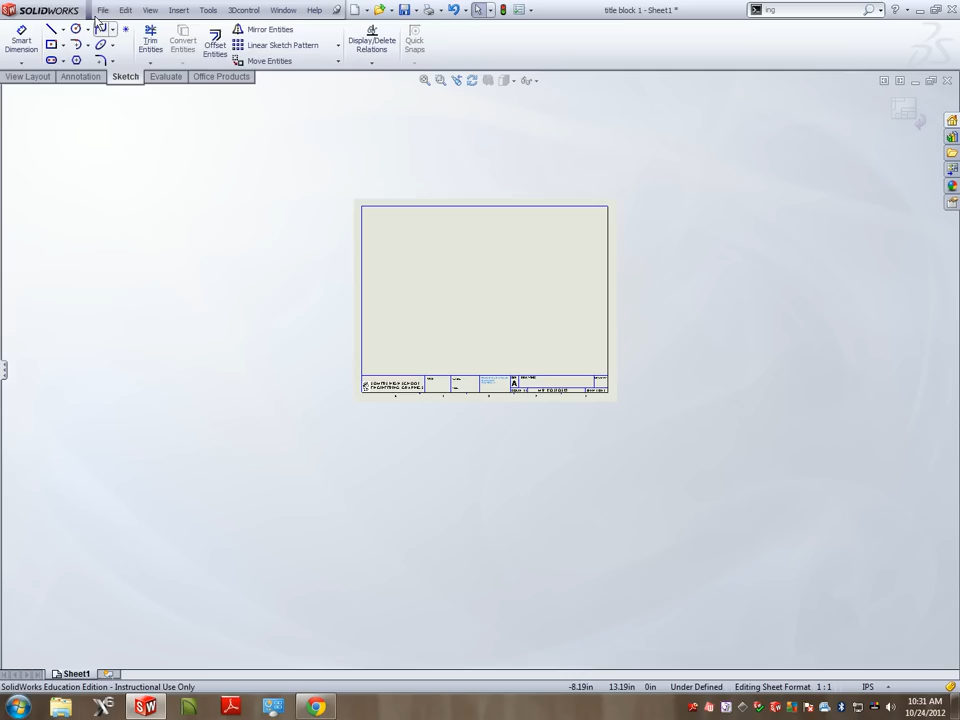 SOLIDWORKS File Edit View Insert Tools 3Dcontrol Window Help title block 1 - Sheet1 * ing
Smart Dimension
Trim Entities
Convert Entities
Offset Entities
Mirror Entities
Linear Sketch Pattern
Move Entities
Display/Delete Relations
Quick Snaps
View Layout Annotation Sketch Evaluate Office Products
A
Sheet1
SolidWorks Education Edition - Instructional Use Only -8.19in 13.19in 0in Under Defined Editing Sheet Format 1 : 1 IPS
10:31 AM
10/24/2012